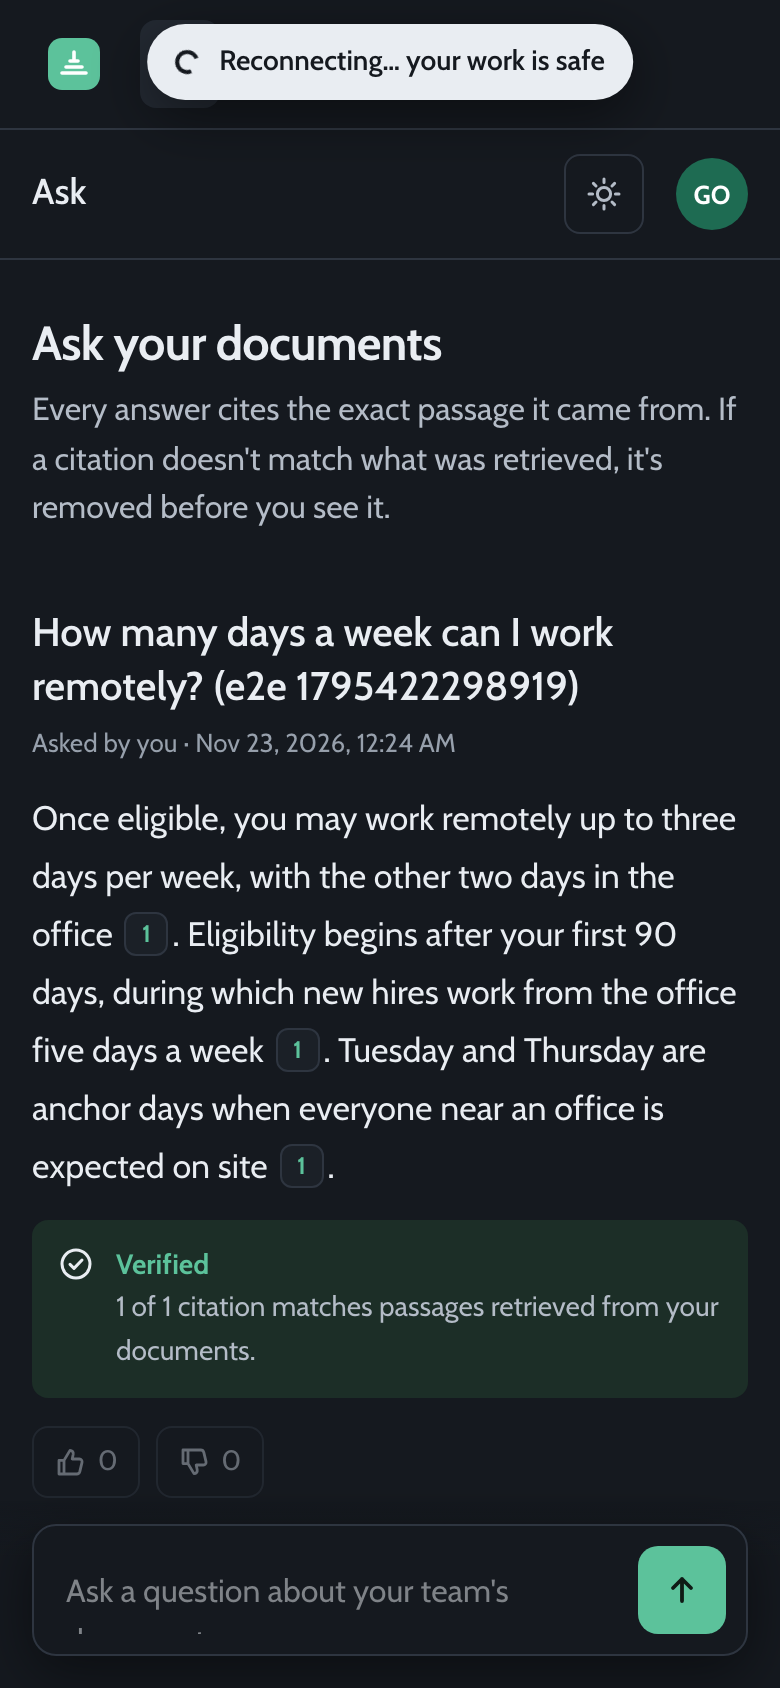 Reconnecting... your work is safe
Ask
GO
Ask your documents
Every answer cites the exact passage it came from. If
a citation doesn't match what was retrieved, it's
removed before you see it.
How many days a week can I work
remotely? (e2e 1795422298919)
Asked by you · Nov 23, 2026, 12:24 AM
Once eligible, you may work remotely up to three
days per week, with the other two days in the
office 1. Eligibility begins after your first 90
days, during which new hires work from the office
five days a week 1. Tuesday and Thursday are
anchor days when everyone near an office is
expected on site 1.
Verified
1 of 1 citation matches passages retrieved from your
documents.
0 0
Ask a question about your team's